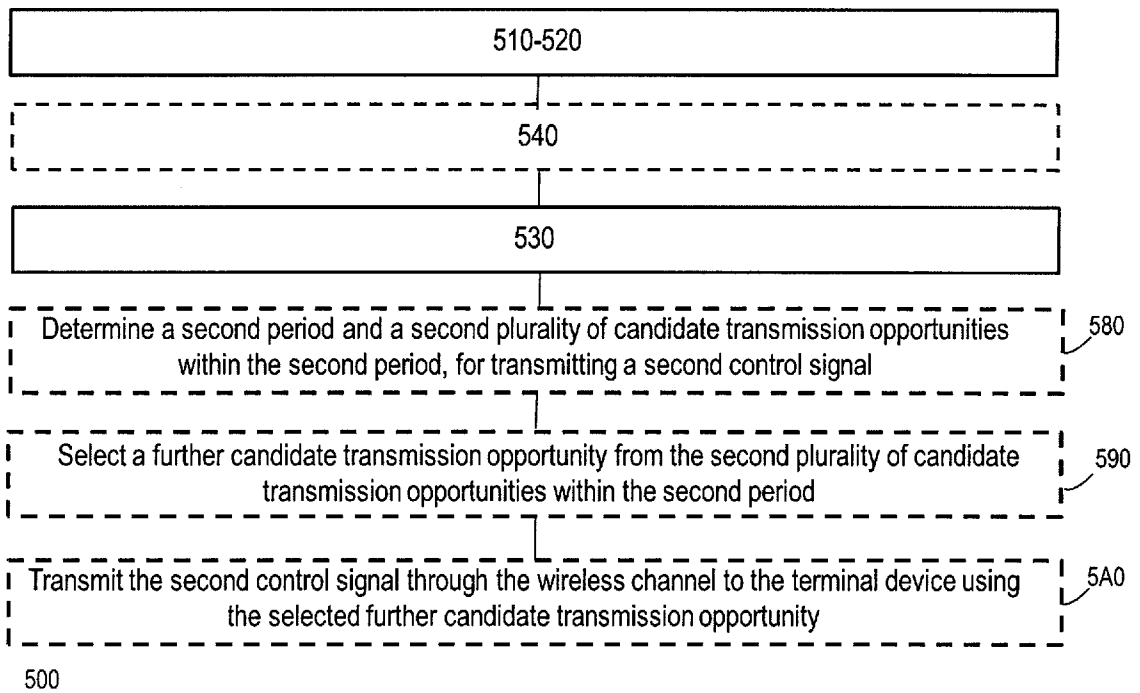 510-520
540
530
Determine a second period and a second plurality of candidate transmission opportunities
within the second period, for transmitting a second control signal
580
Select a further candidate transmission opportunity from the second plurality of candidate
transmission opportunities within the second period
590
Transmit the second control signal through the wireless channel to the terminal device using
the selected further candidate transmission opportunity
5A0
500